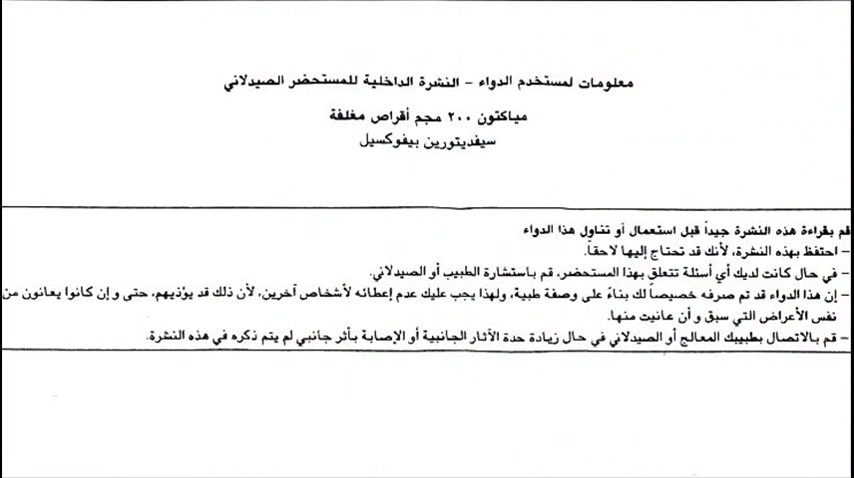 معلومات لمستخدم الدواء – النشرة الداخلية للمستحضر الصيدلاني
مياكتون ٢٠٠ مجم أقراص مغلفة
سيفديتورين بيفوكسيل
قم بقراءة هذه النشرة جيداً قبل استعمال أو تناول هذا الدواء
– احتفظ بهذه النشرة، لأنك قد تحتاج إليها لاحقاً.
– في حال كانت لديك أي أسئلة تتعلق بهذا المستحضر، قم باستشارة الطبيب أو الصيدلاني.
– إن هذا الدواء قد تم صرفه خصيصاً لك بناءً على وصفة طبية، ولهذا يجب عليك عدم إعطائه لأشخاص آخرين، لأن ذلك قد يؤذيهم، حتى وإن كانوا يعانون من
نفس الأعراض التي سبق و أن عانيت منها.
– قم بالاتصال بطبيبك المعالج أو الصيدلاني في حال زيادة حدة الآثار الجانبية أو الإصابة بأثر جانبي لم يتم ذكره في هذه النشرة.